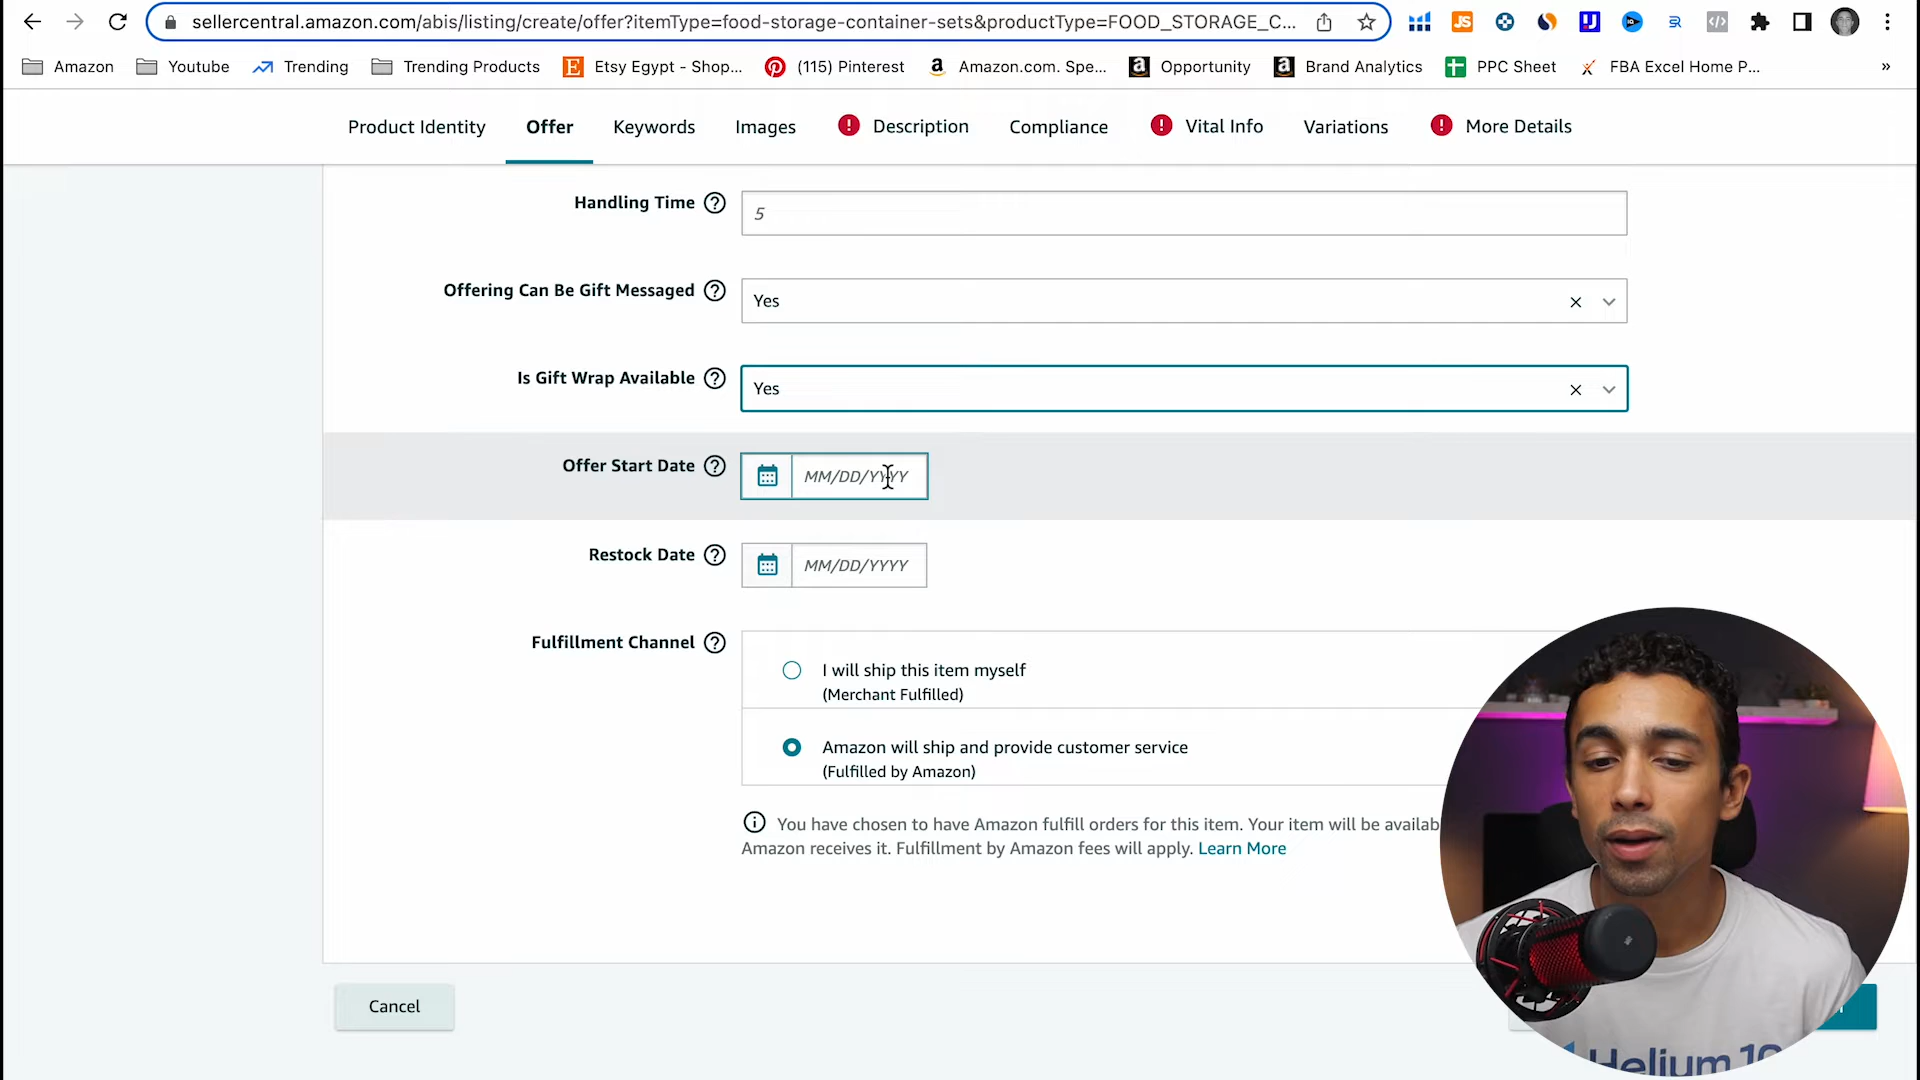 sellercentral.amazon.com/abis/listing/create/offer?itemType=food-storage-container-sets&productType=FOOD_STORAGE_C...
Amazon Youtube Trending Trending Products Etsy Egypt - Shop... (115) Pinterest Amazon.com. Spe... Opportunity Brand Analytics PPC Sheet FBA Excel Home P... »
Product Identity Offer Keywords Images Description Compliance Vital Info Variations More Details
Handling Time 5
Offering Can Be Gift Messaged Yes
Is Gift Wrap Available Yes
Offer Start Date MM/DD/YYYY
Restock Date MM/DD/YYYY
Fulfillment Channel
I will ship this item myself
(Merchant Fulfilled)
Amazon will ship and provide customer service
(Fulfilled by Amazon)
You have chosen to have Amazon fulfill orders for this item. Your item will be availab
Amazon receives it. Fulfillment by Amazon fees will apply. Learn More
Cancel
Helium 10